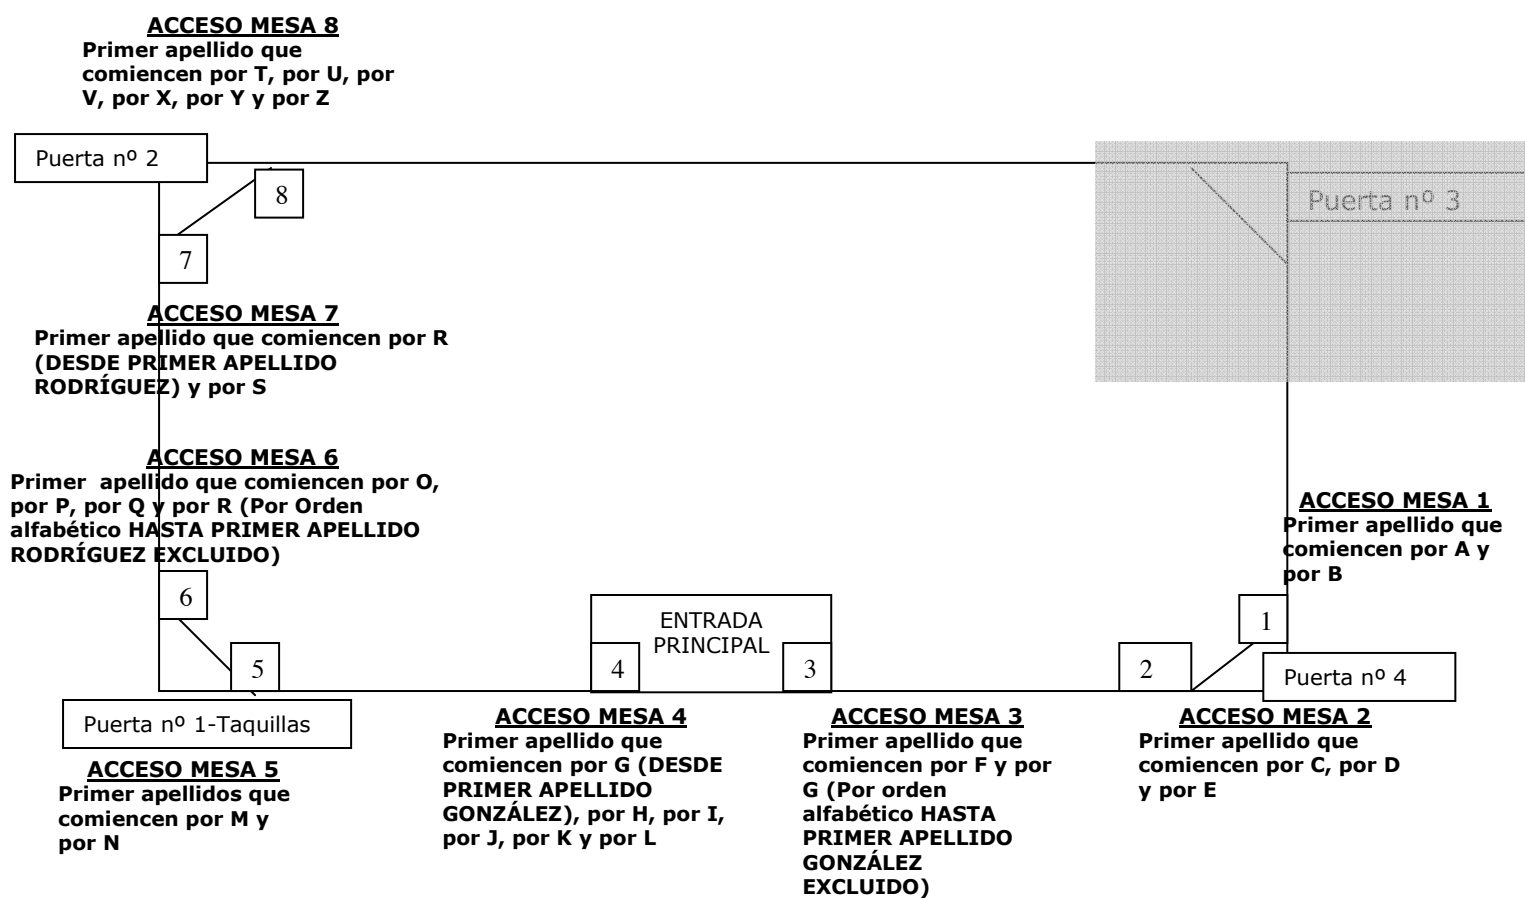 ACCESO MESA 8
Primer apellido que
comiencen por T, por U, por
V, por X, por Y y por Z
Puerta nº 2
8
7
Puerta nº 3
ACCESO MESA 7
Primer apellido que comiencen por R
(DESDE PRIMER APELLIDO
RODRÍGUEZ) y por S
ACCESO MESA 6
Primer apellido que comiencen por O,
por P, por Q y por R (Por Orden
alfabético HASTA PRIMER APELLIDO
RODRÍGUEZ EXCLUIDO)
ACCESO MESA 1
Primer apellido que
comiencen por A y
por B
6
5
ENTRADA
PRINCIPAL
4
3
2
1
Puerta nº 4
Puerta nº 1-Taquillas
ACCESO MESA 5
Primer apellidos que
comiencen por M y
por N
ACCESO MESA 4
Primer apellido que
comiencen por G (DESDE
PRIMER APELLIDO
GONZÁLEZ), por H, por I,
por J, por K y por L
ACCESO MESA 3
Primer apellido que
comiencen por F y por
G (Por orden
alfabético HASTA
PRIMER APELLIDO
GONZÁLEZ
EXCLUIDO)
ACCESO MESA 2
Primer apellido que
comiencen por C, por D
y por E